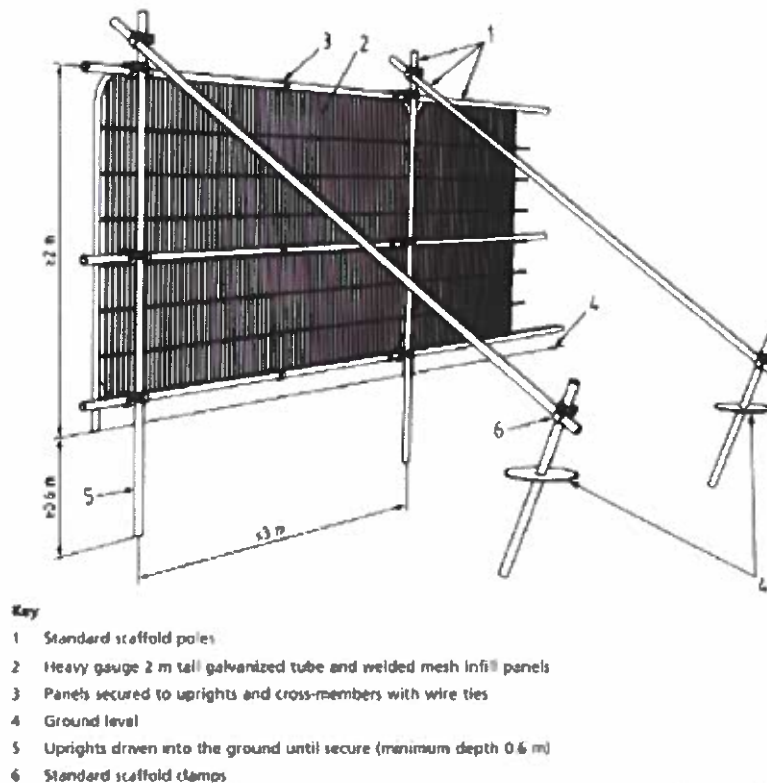 3
2
1
4
≥2 m
6
5
≥0.6 m
≤3 m
4
Key
1 Standard scaffold poles
2 Heavy gauge 2 m tall galvanized tube and welded mesh infill panels
3 Panels secured to uprights and cross-members with wire ties
4 Ground level
5 Uprights driven into the ground until secure (minimum depth 0.6 m)
6 Standard scaffold clamps